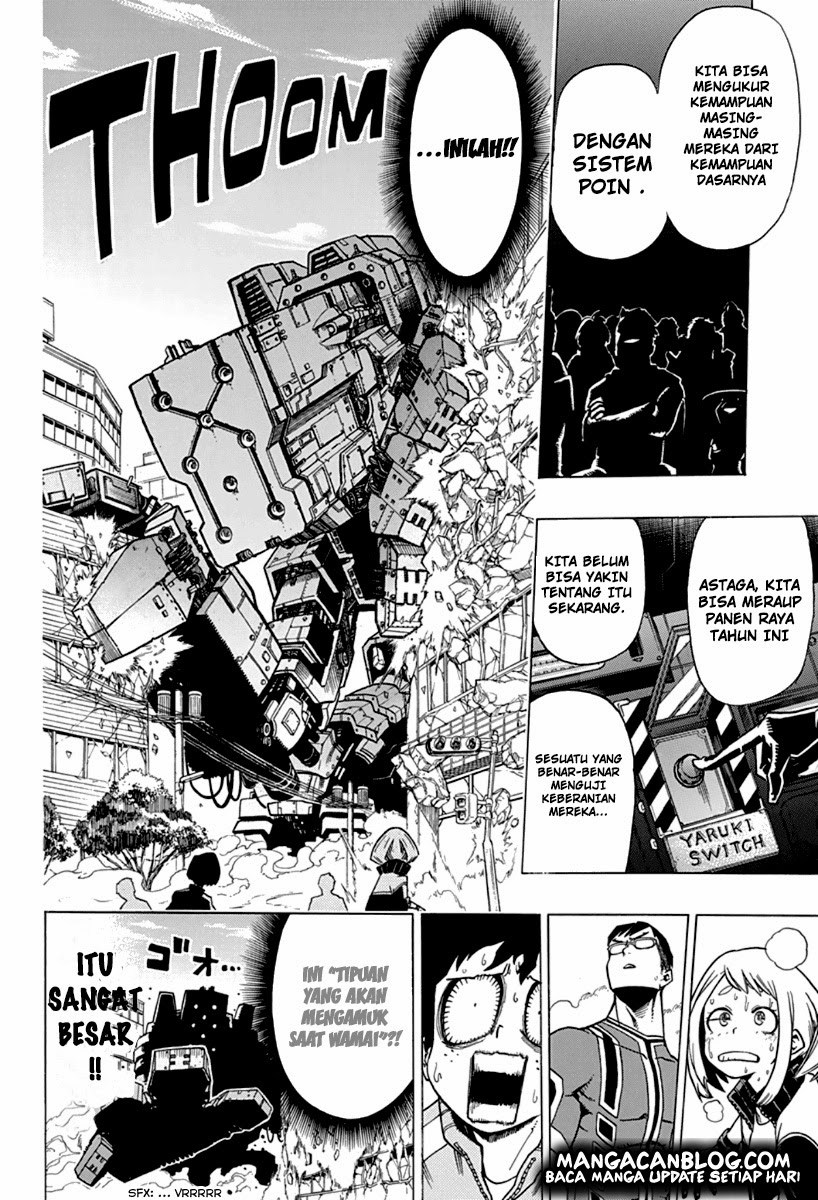 KITA BISA
MENGUKUR
KEMAMPUAN
MASING-
MASING
MEREKA DARI
KEMAMPUAN
DASARNYA
DENGAN
SISTEM
POIN .
ASTAGA, KITA
BISA MERAUP
PANEN RAYA
TAHUN INI
KITA BELUM
BISA YAKIN
TENTANG ITU
SEKARANG.
SESUATU YANG
BENAR-BENAR
MENGUJI
KEBERANIAN
MEREKA...
YARUKI
SWITCH
...INILAH!!
THOOM
INI "TIPUAN
YANG AKAN
MENGAMUK
SAAT WAMAI"?!
ゴオ...
ITU
SANGAT
BESAR
!!
SFX: ... VRRRRR
MANGACANBLOG.COM
BACA MANGA UPDATE SETIAP HARI